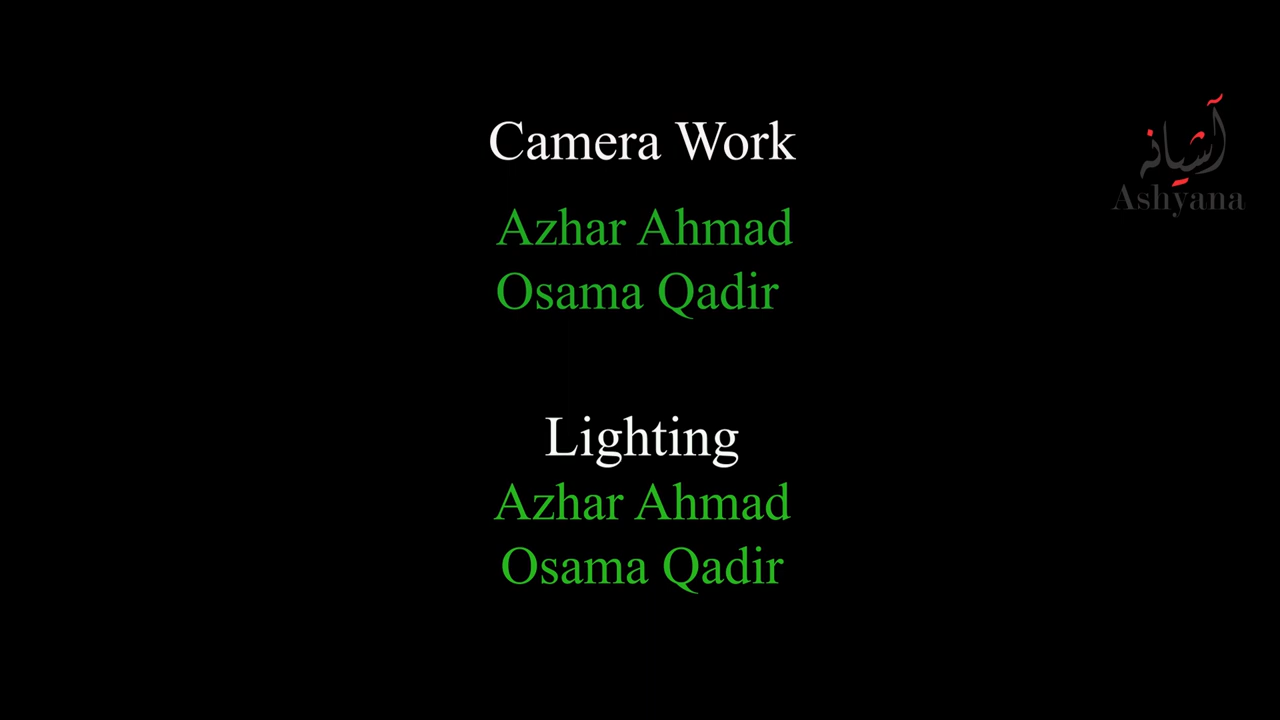 Camera Work
Azhar Ahmad
Osama Qadir
Lighting
Azhar Ahmad
Osama Qadir
آشیانہ
Ashyana